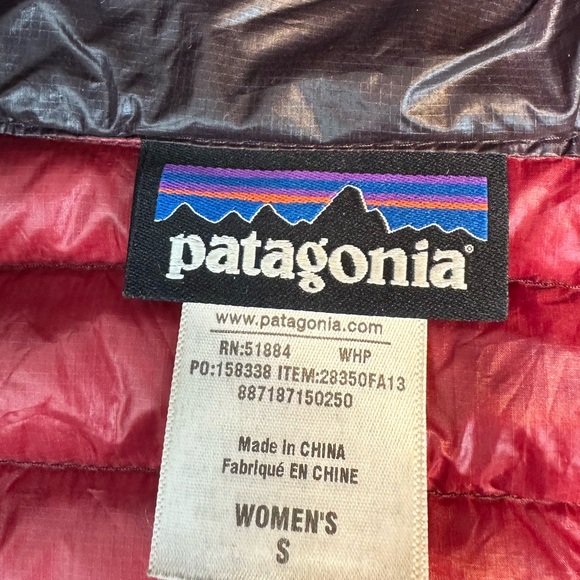 patagonia®
www.patagonia.com
RN:51884 WHP
PO:158338 ITEM:28350FA13
887187150250
Made in CHINA
Fabriqué EN CHINE
WOMEN'S
S